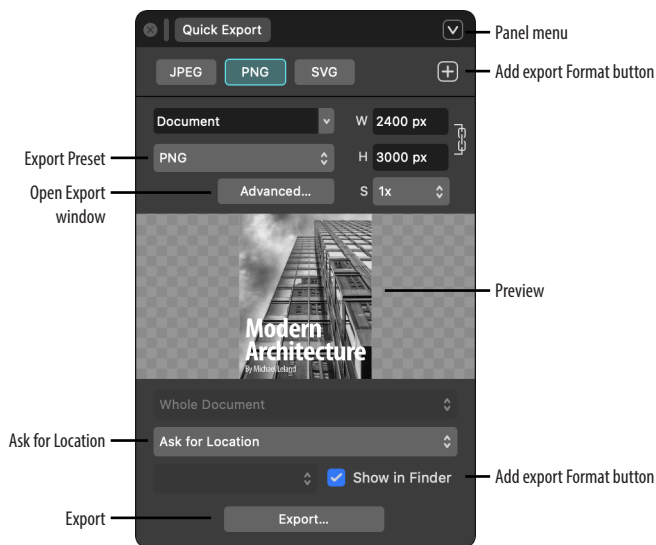 Quick Export
Panel menu
JPEG PNG SVG
Add export Format button
Document
W 2400 px
Export Preset
PNG
H 3000 px
Open Export
window
Advanced...
S 1x
Preview
Modern
Architecture
By Michael Leland
Whole Document
Ask for Location
Ask for Location
Show in Finder
Add export Format button
Export
Export...